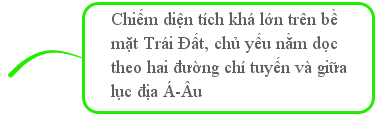 Chiếm diện tích khá lớn trên bề
mặt Trái Đất, chủ yếu nằm dọc
theo hai đường chí tuyến và giữa
lục địa Á-Âu